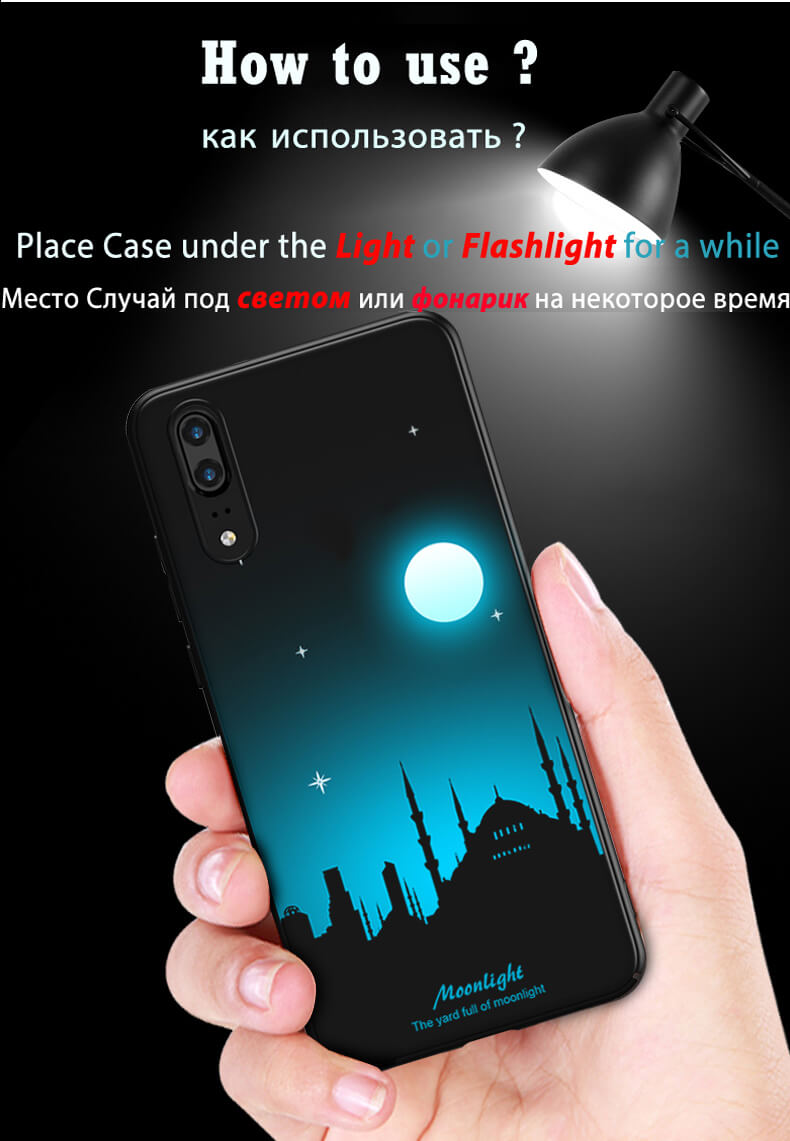 How to use ?
как использовать ?
Place Case under the Light or Flashlight for a while
Место Случай под светом или фонарик на некоторое время
Moonlight
The yard full of moonlight